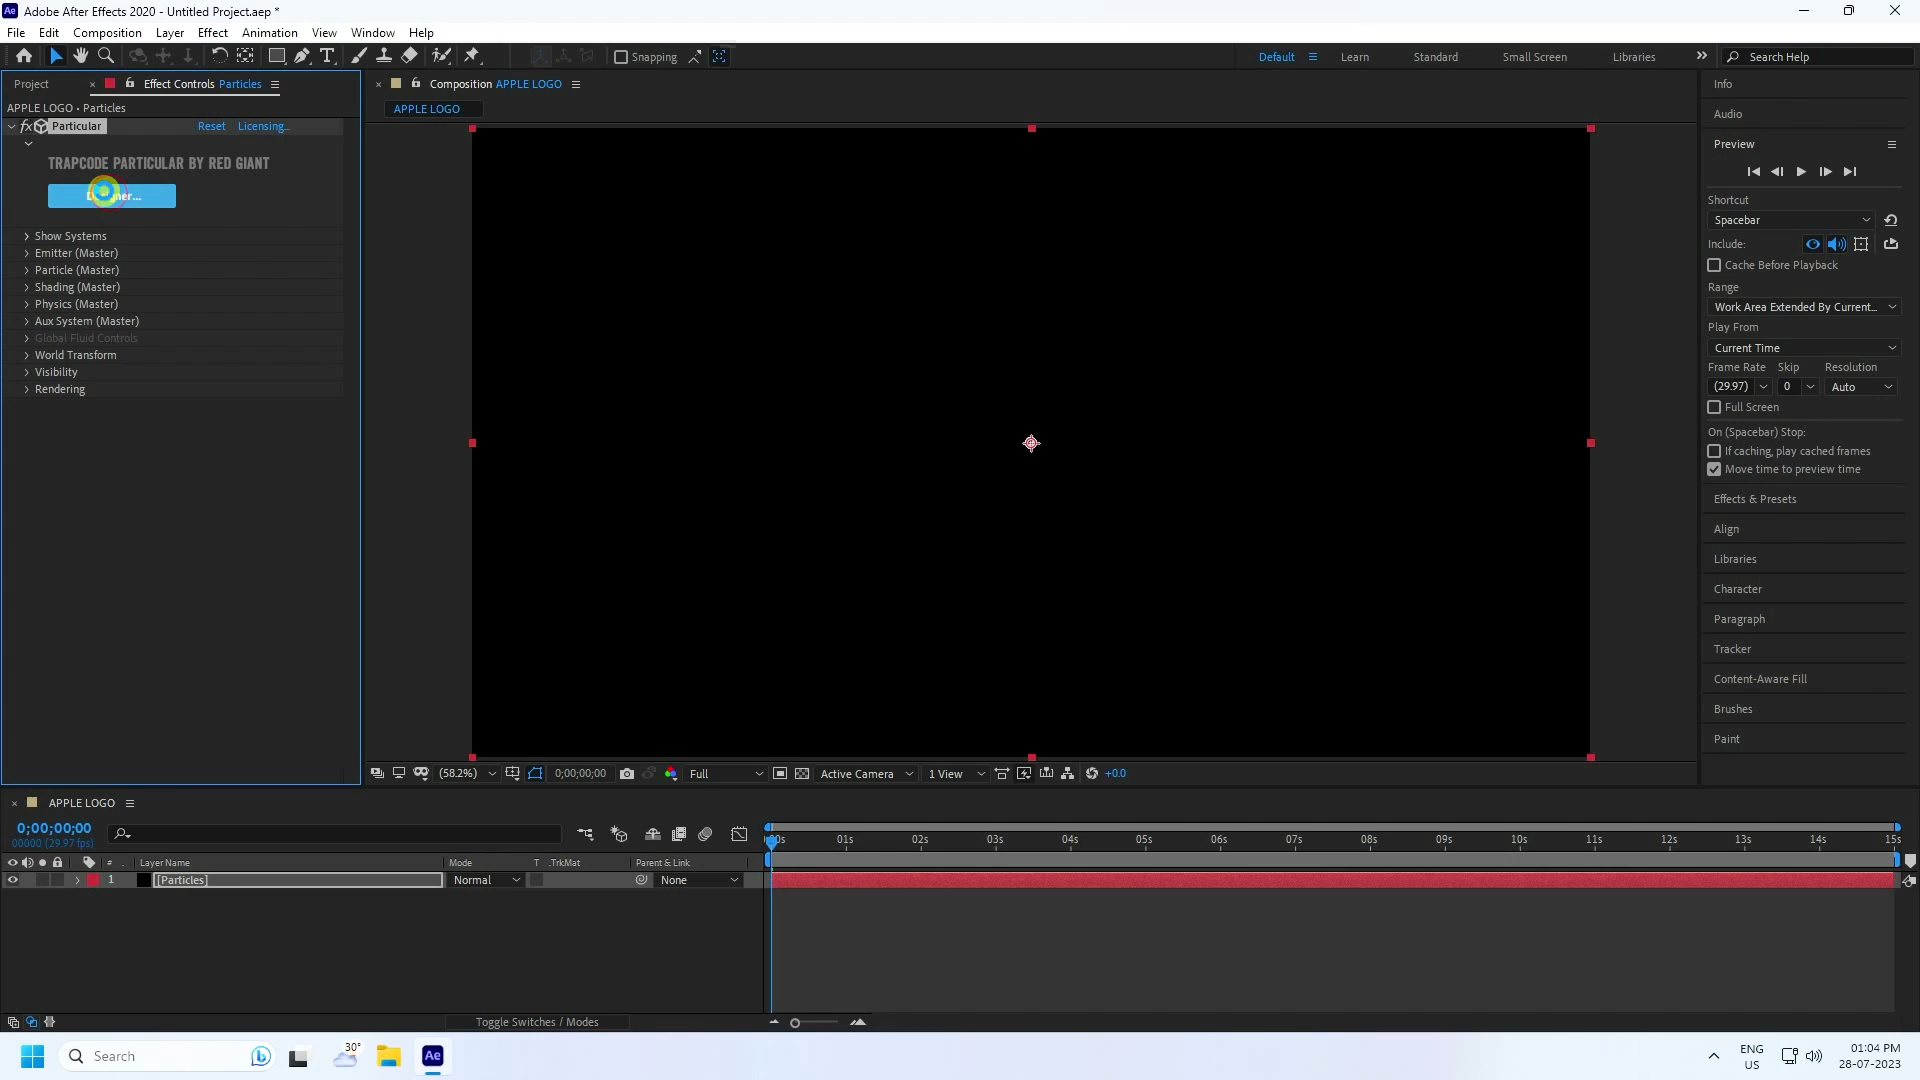 Adobe After Effects 2020 - Untitled Project.aep *
File Edit Composition Layer Effect Animation View Window Help
Snapping Default Learn Standard Small Screen Libraries Search Help
Project Effect Controls Particles
APPLE LOGO • Particles
fx Particular Reset Licensing...
TRAPCODE PARTICULAR BY RED GIANT
Show Systems
Emitter (Master)
Particle (Master)
Shading (Master)
Physics (Master)
Aux System (Master)
Global Fluid Controls
World Transform
Visibility
Rendering
Composition APPLE LOGO
APPLE LOGO
(58.2%) 0;00;00;00 Full Active Camera 1 View +0.0
Info
Audio
Preview
Shortcut
Spacebar
Include:
Cache Before Playback
Range
Work Area Extended By Current...
Play From
Current Time
Frame Rate Skip Resolution
(29.97) 0 Auto
Full Screen
On (Spacebar) Stop:
If caching, play cached frames
Move time to preview time
Effects & Presets
Align
Libraries
Character
Paragraph
Tracker
Content-Aware Fill
Brushes
Paint
APPLE LOGO
0;00;00;00
00000 (29.97 fps)
01s 02s 03s 04s 05s 06s 07s 08s 09s 10s 11s 12s 13s 14s 15s
# Layer Name Mode T .TrkMat Parent & Link
1 [Particles] Normal None
Toggle Switches / Modes
Search 30° Ae
ENG
US
01:04 PM
28-07-2023